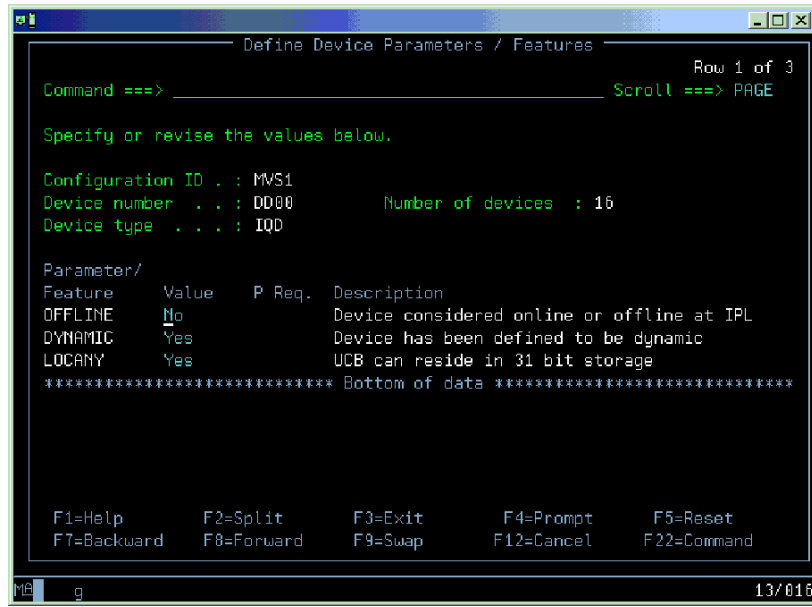 Define Device Parameters / Features
Row 1 of 3
Command ===> ________________________________ Scroll ===> PAGE
Specify or revise the values below.
Configuration ID . : MVS1
Device number . . : DD00 Number of devices : 16
Device type . . . : IQD
Parameter/
Feature Value P Req. Description
OFFLINE No Device considered online or offline at IPL
DYNAMIC Yes Device has been defined to be dynamic
LOCANY Yes UCB can reside in 31 bit storage
***************************** Bottom of data ******************************
F1=Help F2=Split F3=Exit F4=Prompt F5=Reset
F7=Backward F8=Forward F9=Swap F12=Cancel F22=Command
MA g 13/016